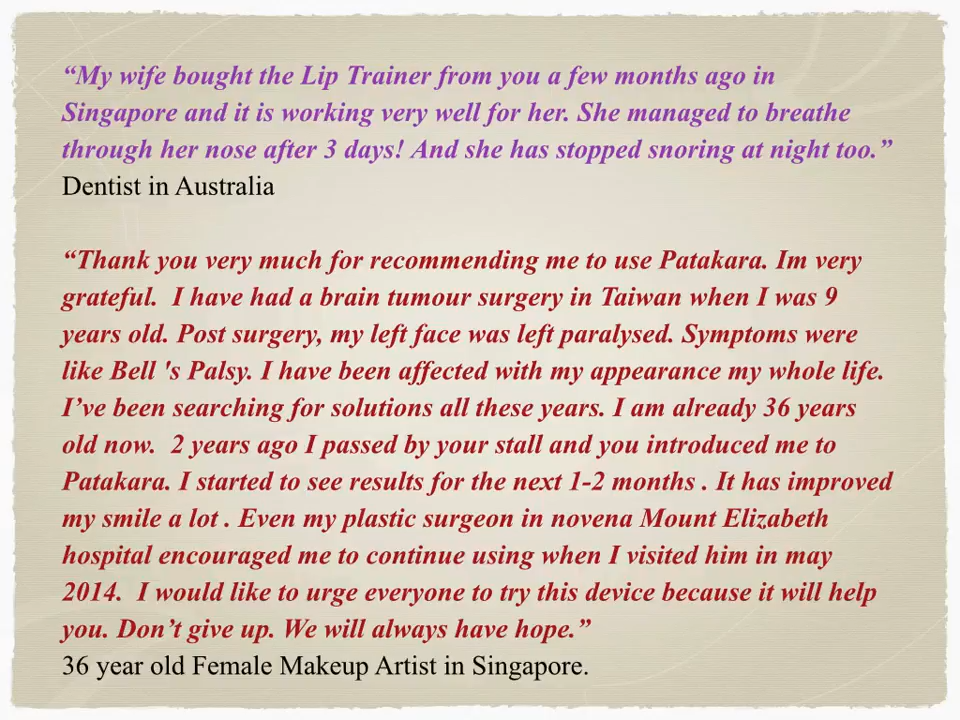 “My wife bought the Lip Trainer from you a few months ago in
Singapore and it is working very well for her. She managed to breathe
through her nose after 3 days! And she has stopped snoring at night too.”
Dentist in Australia
“Thank you very much for recommending me to use Patakara. Im very
grateful.  I have had a brain tumour surgery in Taiwan when I was 9
years old. Post surgery, my left face was left paralysed. Symptoms were
like Bell 's Palsy. I have been affected with my appearance my whole life.
I’ve been searching for solutions all these years. I am already 36 years
old now.  2 years ago I passed by your stall and you introduced me to
Patakara. I started to see results for the next 1-2 months . It has improved
my smile a lot . Even my plastic surgeon in novena Mount Elizabeth
hospital encouraged me to continue using when I visited him in may
2014.  I would like to urge everyone to try this device because it will help
you. Don’t give up. We will always have hope.”
36 year old Female Makeup Artist in Singapore.